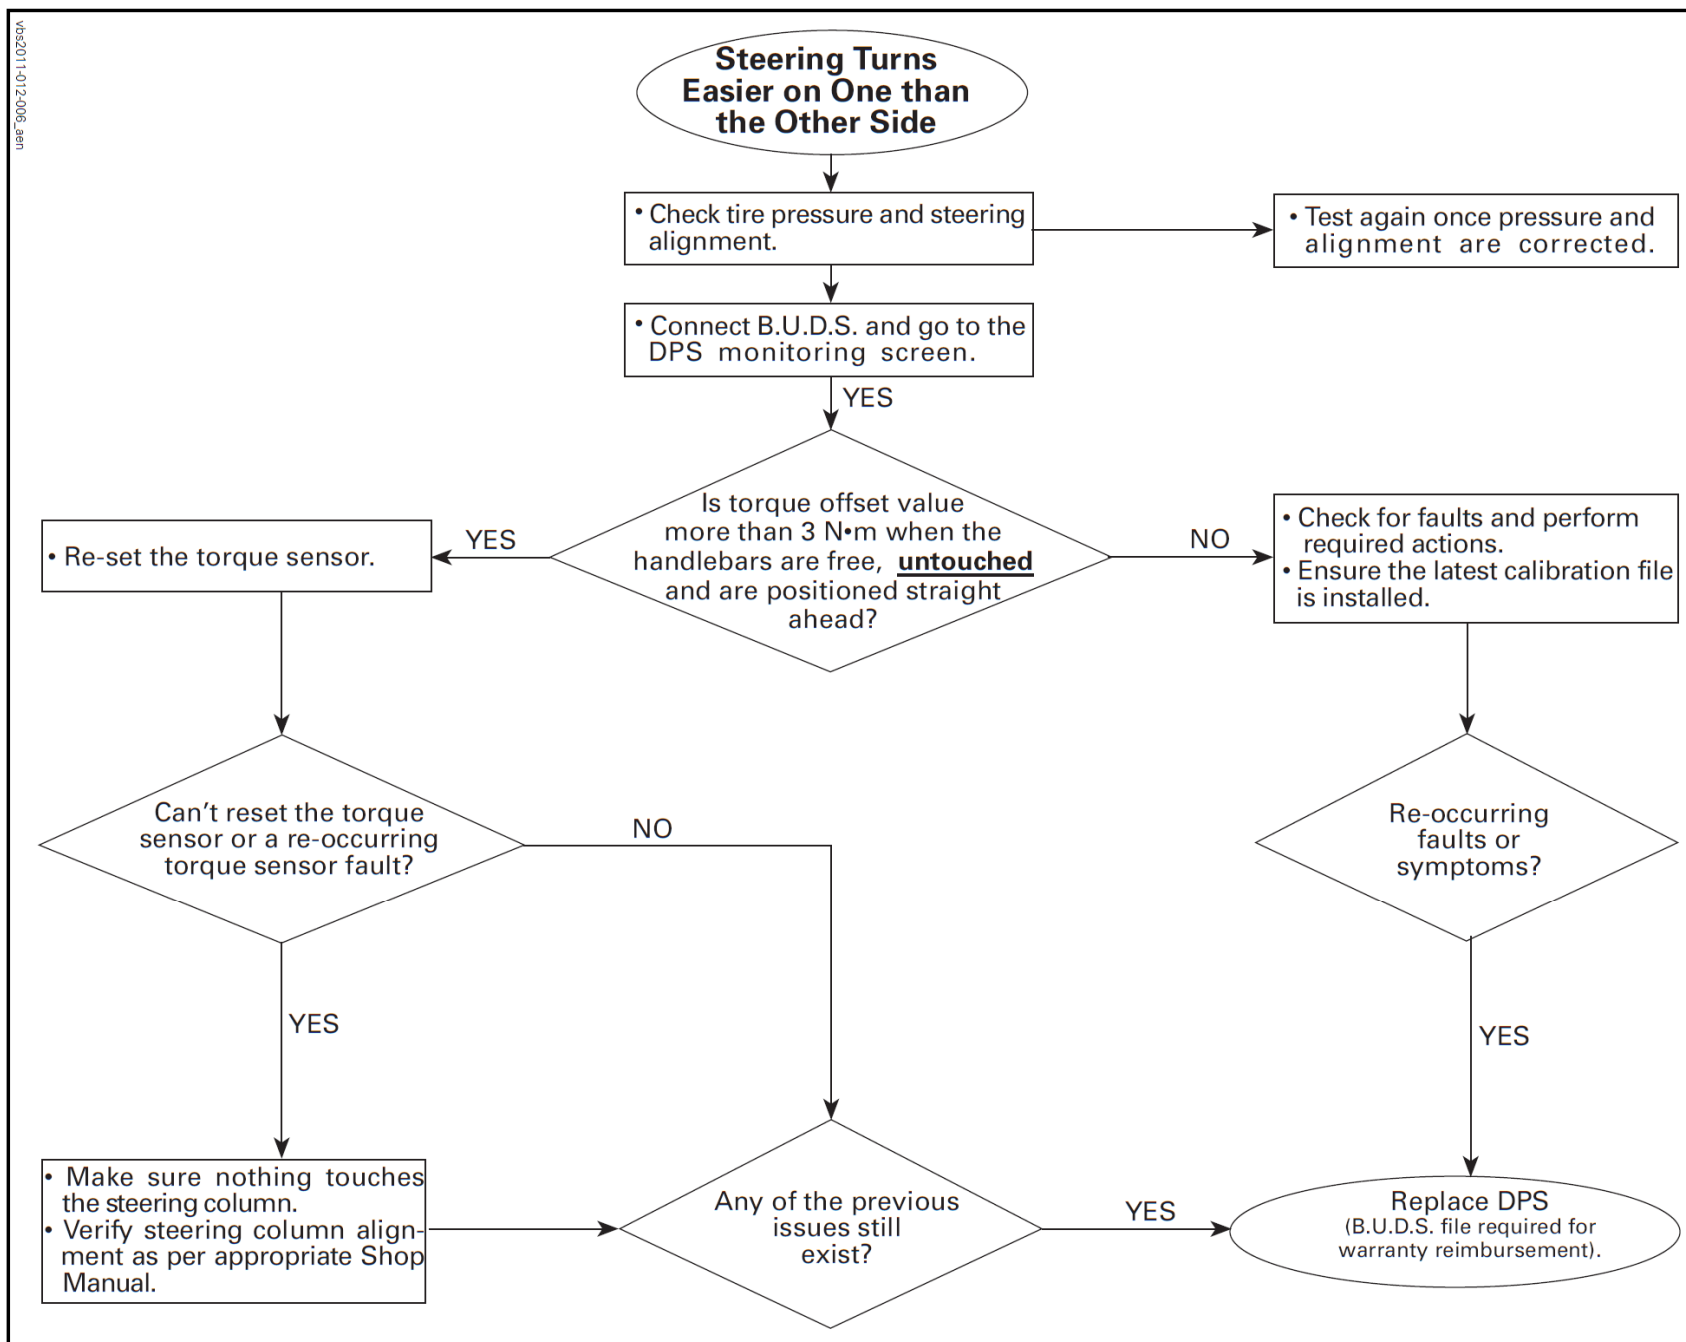 vbs2011-012-006_aen
Steering Turns
Easier on One than
the Other Side
• Check tire pressure and steering
alignment.
• Test again once pressure and
alignment are corrected.
• Connect B.U.D.S. and go to the
DPS monitoring screen.
YES
Is torque offset value
more than 3 N•m when the
handlebars are free, untouched
and are positioned straight
ahead?
YES
• Re-set the torque sensor.
NO
• Check for faults and perform
required actions.
• Ensure the latest calibration file
is installed.
Can't reset the torque
sensor or a re-occurring
torque sensor fault?
NO
Re-occurring
faults or
symptoms?
YES
YES
• Make sure nothing touches
the steering column.
• Verify steering column align-
ment as per appropriate Shop
Manual.
Any of the previous
issues still
exist?
YES
Replace DPS
(B.U.D.S. file required for
warranty reimbursement).